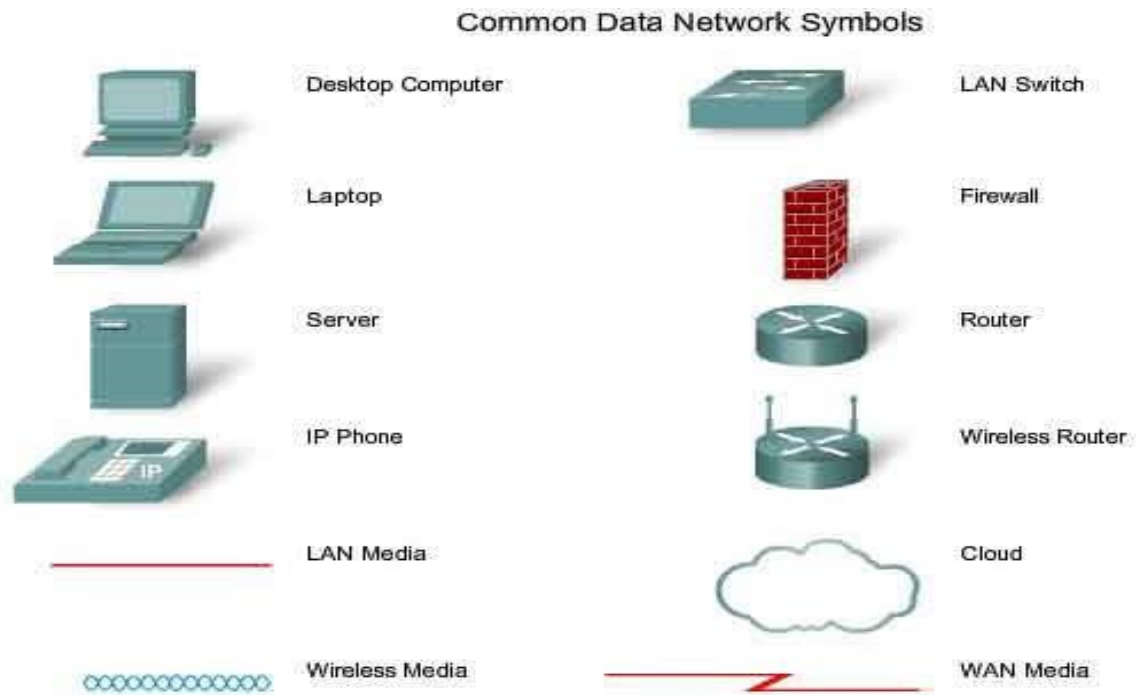 Common Data Network Symbols
Desktop Computer
LAN Switch
Laptop
Firewall
Server
Router
IP Phone
IP
Wireless Router
LAN Media
Cloud
Wireless Media
WAN Media